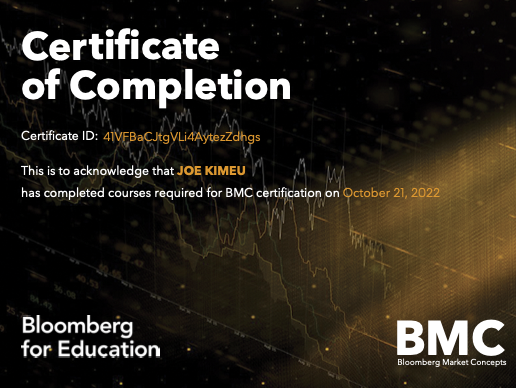 Certificate
of Completion
Certificate ID: 41VFBaCJtgVLi4AytezZdhgs
This is to acknowledge that JOE KIMEU
has completed courses required for BMC certification on October 21, 2022
Bloomberg
for Education
BMC
Bloomberg Market Concepts